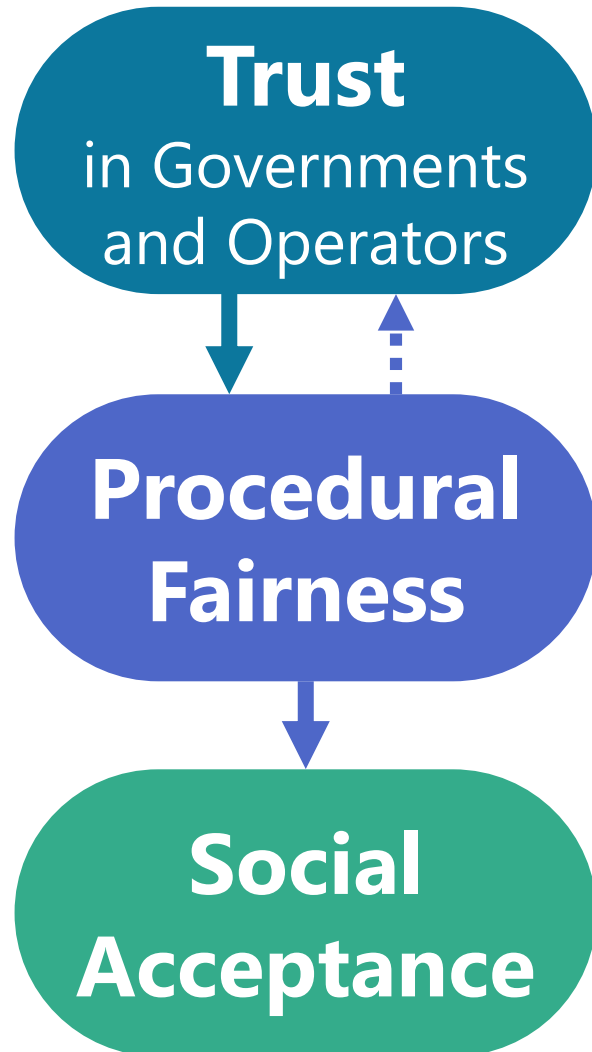 Trust
in Governments
and Operators
Procedural
Fairness
Social
Acceptance